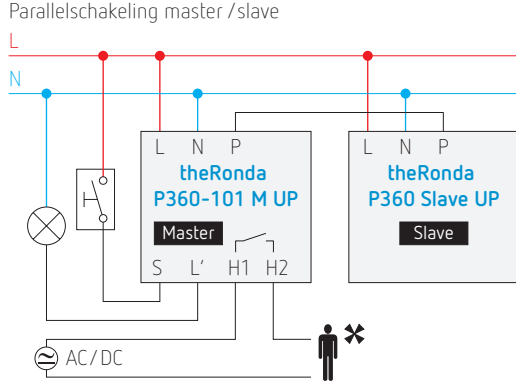 Parallelschakeling master / slave
L
N
L N P
theRonda
P360-101 M UP
Master
S L′ H1 H2
L N P
theRonda
P360 Slave UP
Slave
AC/DC